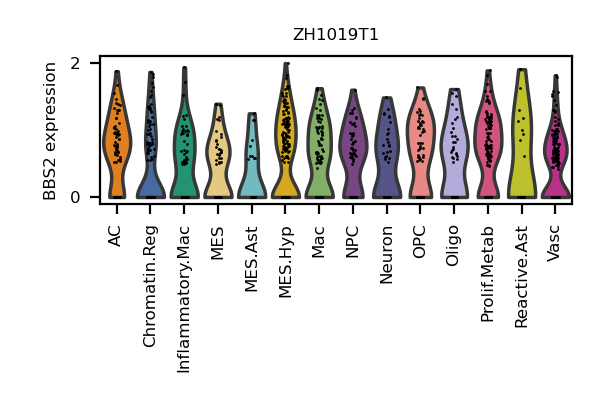 ZH1019T1
BBS2 expression
2
0
AC
Chromatin.Reg
Inflammatory.Mac
MES
MES.Ast
MES.Hyp
Mac
NPC
Neuron
OPC
Oligo
Prolif.Metab
Reactive.Ast
Vasc